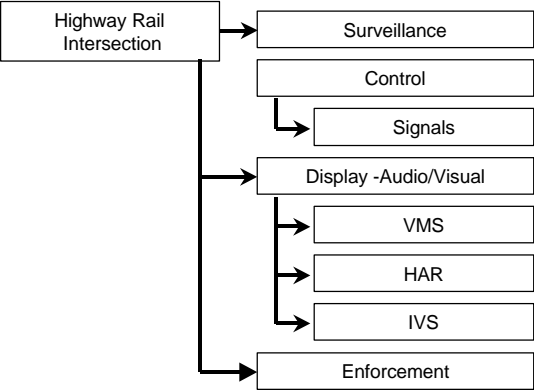 Highway Rail
Intersection
Surveillance
Control
Signals
Display -Audio/Visual
VMS
HAR
IVS
Enforcement